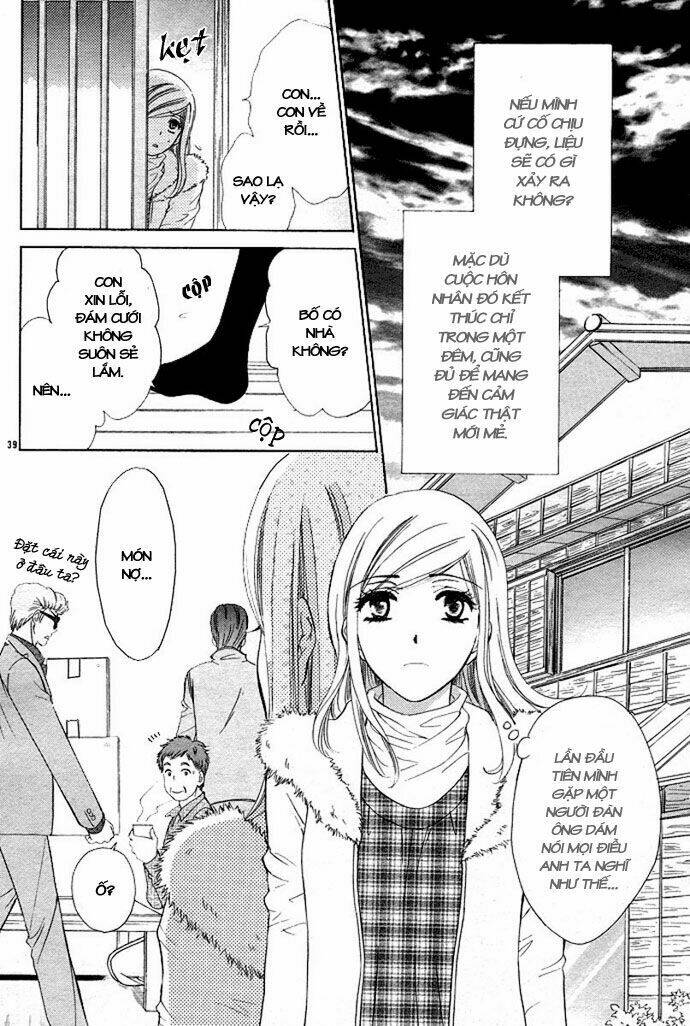 NẾU MÌNH
CỨ CỐ CHỊU
ĐỰNG, LIỆU
SẼ CÓ GÌ
XẢY RA
KHÔNG?
MẶC DÙ
CUỘC HÔN
NHÂN ĐÓ KẾT
THÚC CHỈ
TRONG MỘT
ĐÊM, CŨNG
ĐỦ ĐỂ MANG
ĐẾN CẢM
GIÁC THẬT
MỚI MẺ.
LẦN ĐẦU
TIÊN MÌNH
GẶP MỘT
NGƯỜI ĐÀN
ÔNG DÁM
NÓI MỌI ĐIỀU
ANH TA NGHĨ
NHƯ THẾ...
kẹt
CON...
CON VỀ
RỒI...
SAO LẠ
VẬY?
CỘP
BỐ CÓ
NHÀ
KHÔNG?
CON
XIN LỖI,
ĐÁM CƯỚI
KHÔNG
SUÔN SẺ
LẮM.
NÊN...
CỘP
39
MÓN
NỢ...
Đặt cái này
ở đâu ta?
Ố?